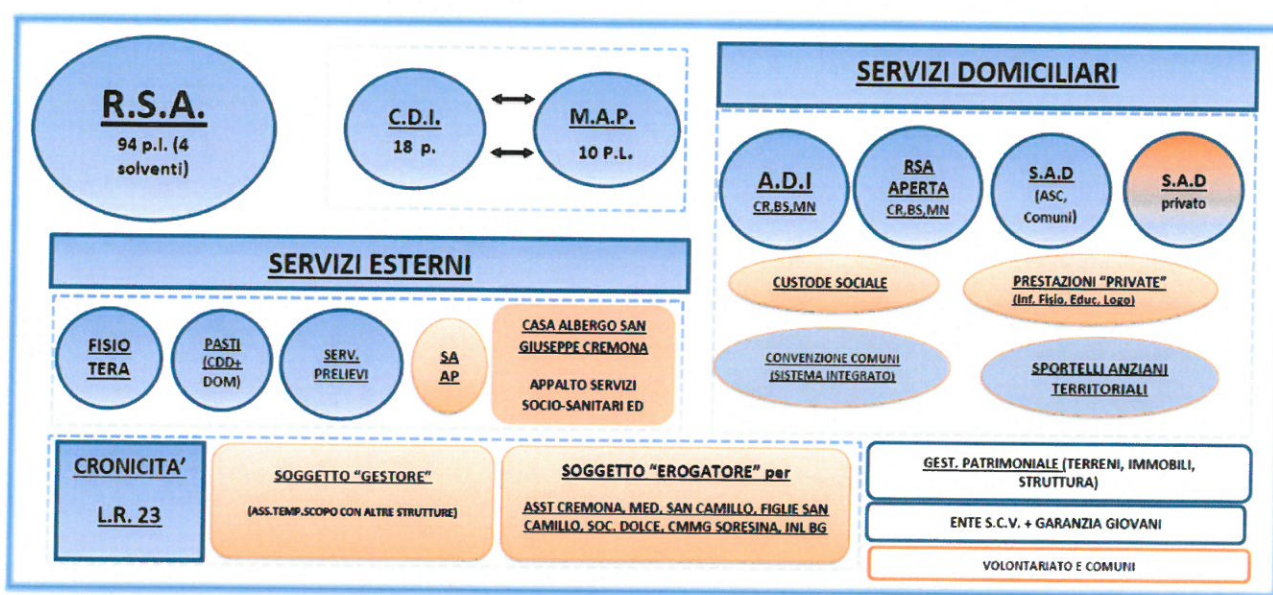 R.S.A.
94 p.l. (4
solventi)
C.D.I.
18 p.
M.A.P.
10 P.L.
SERVIZI DOMICILIARI
A.D.I
CR,BS,MN
RSA
APERTA
CR,BS,MN
S.A.D
(ASC,
Comuni)
S.A.D
privato
CUSTODE SOCIALE
PRESTAZIONI "PRIVATE"
(Inf, Fisio, Educ, Logo)
CONVENZIONE COMUNI
(SISTEMA INTEGRATO)
SPORTELLI ANZIANI
TERRITORIALI
SERVIZI ESTERNI
FISIO
TERA
PASTI
(CDD+
DOM)
SERV.
PRELIEVI
SA
AP
CASA ALBERGO SAN
GIUSEPPE CREMONA
APPALTO SERVIZI
SOCIO-SANITARI ED
CRONICITA'
L.R. 23
SOGGETTO "GESTORE"
(ASS.TEMP.SCOPO CON ALTRE STRUTTURE)
SOGGETTO "EROGATORE" per
ASST CREMONA, MED, SAN CAMILLO, FIGLIE SAN
CAMILLO, SOC. DOLCE, CMMG SORESINA, INL BG
GEST. PATRIMONIALE (TERRENI, IMMOBILI,
STRUTTURA)
ENTE S.C.V. + GARANZIA GIOVANI
VOLONTARIATO E COMUNI